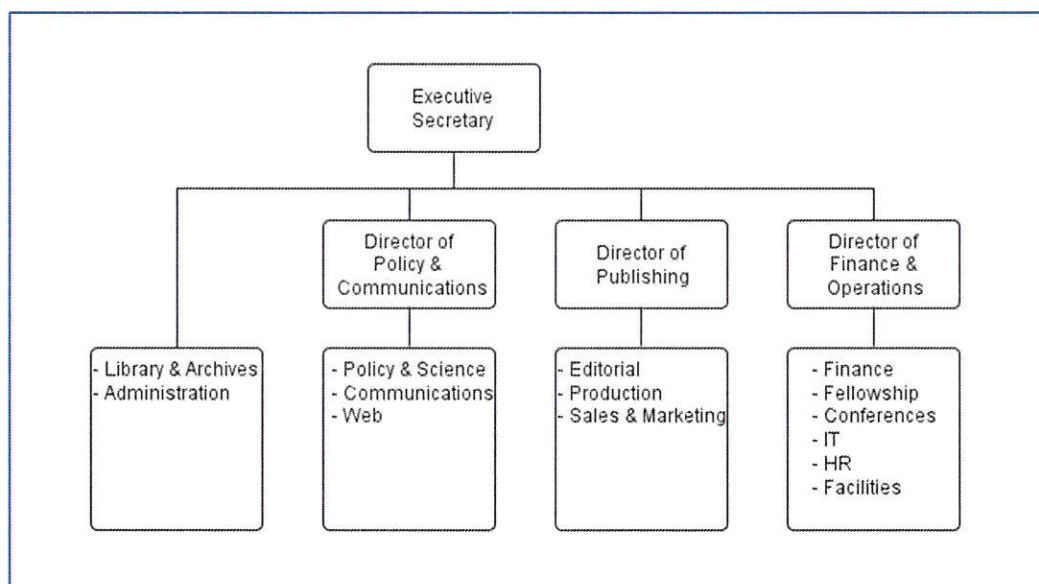 Executive
Secretary
Director of
Policy &
Communications
Director of
Publishing
Director of
Finance &
Operations
- Library & Archives
- Administration
- Policy & Science
- Communications
- Web
- Editorial
- Production
- Sales & Marketing
- Finance
- Fellowship
- Conferences
- IT
- HR
- Facilities